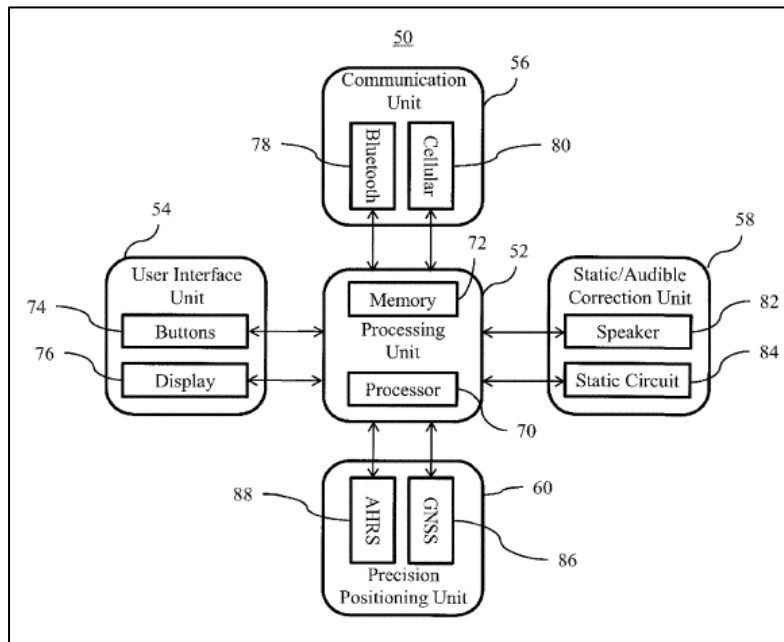 50
Communication
Unit
56
78
Bluetooth
Cellular
80
54
User Interface
Unit
74
Buttons
76
Display
72
52
Memory
Processing
Unit
Processor
70
58
Static/Audible
Correction Unit
82
Speaker
84
Static Circuit
88
AHRS
GNSS
60
86
Precision
Positioning Unit